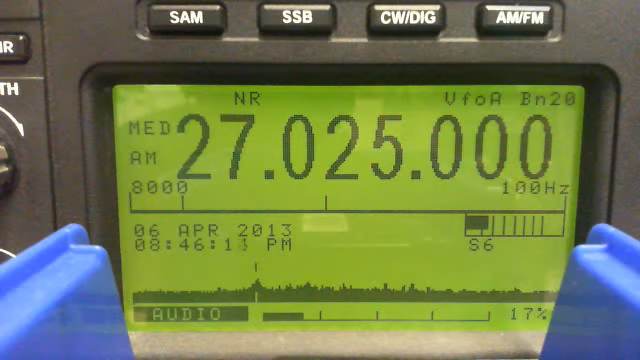 SAM SSB CW/DIG AM/FM
NR VfoA Bn20
MED
AM
27.025.000
8000 100Hz
06 APR 2013
08:46:13 PM
S6
AUDIO 17%